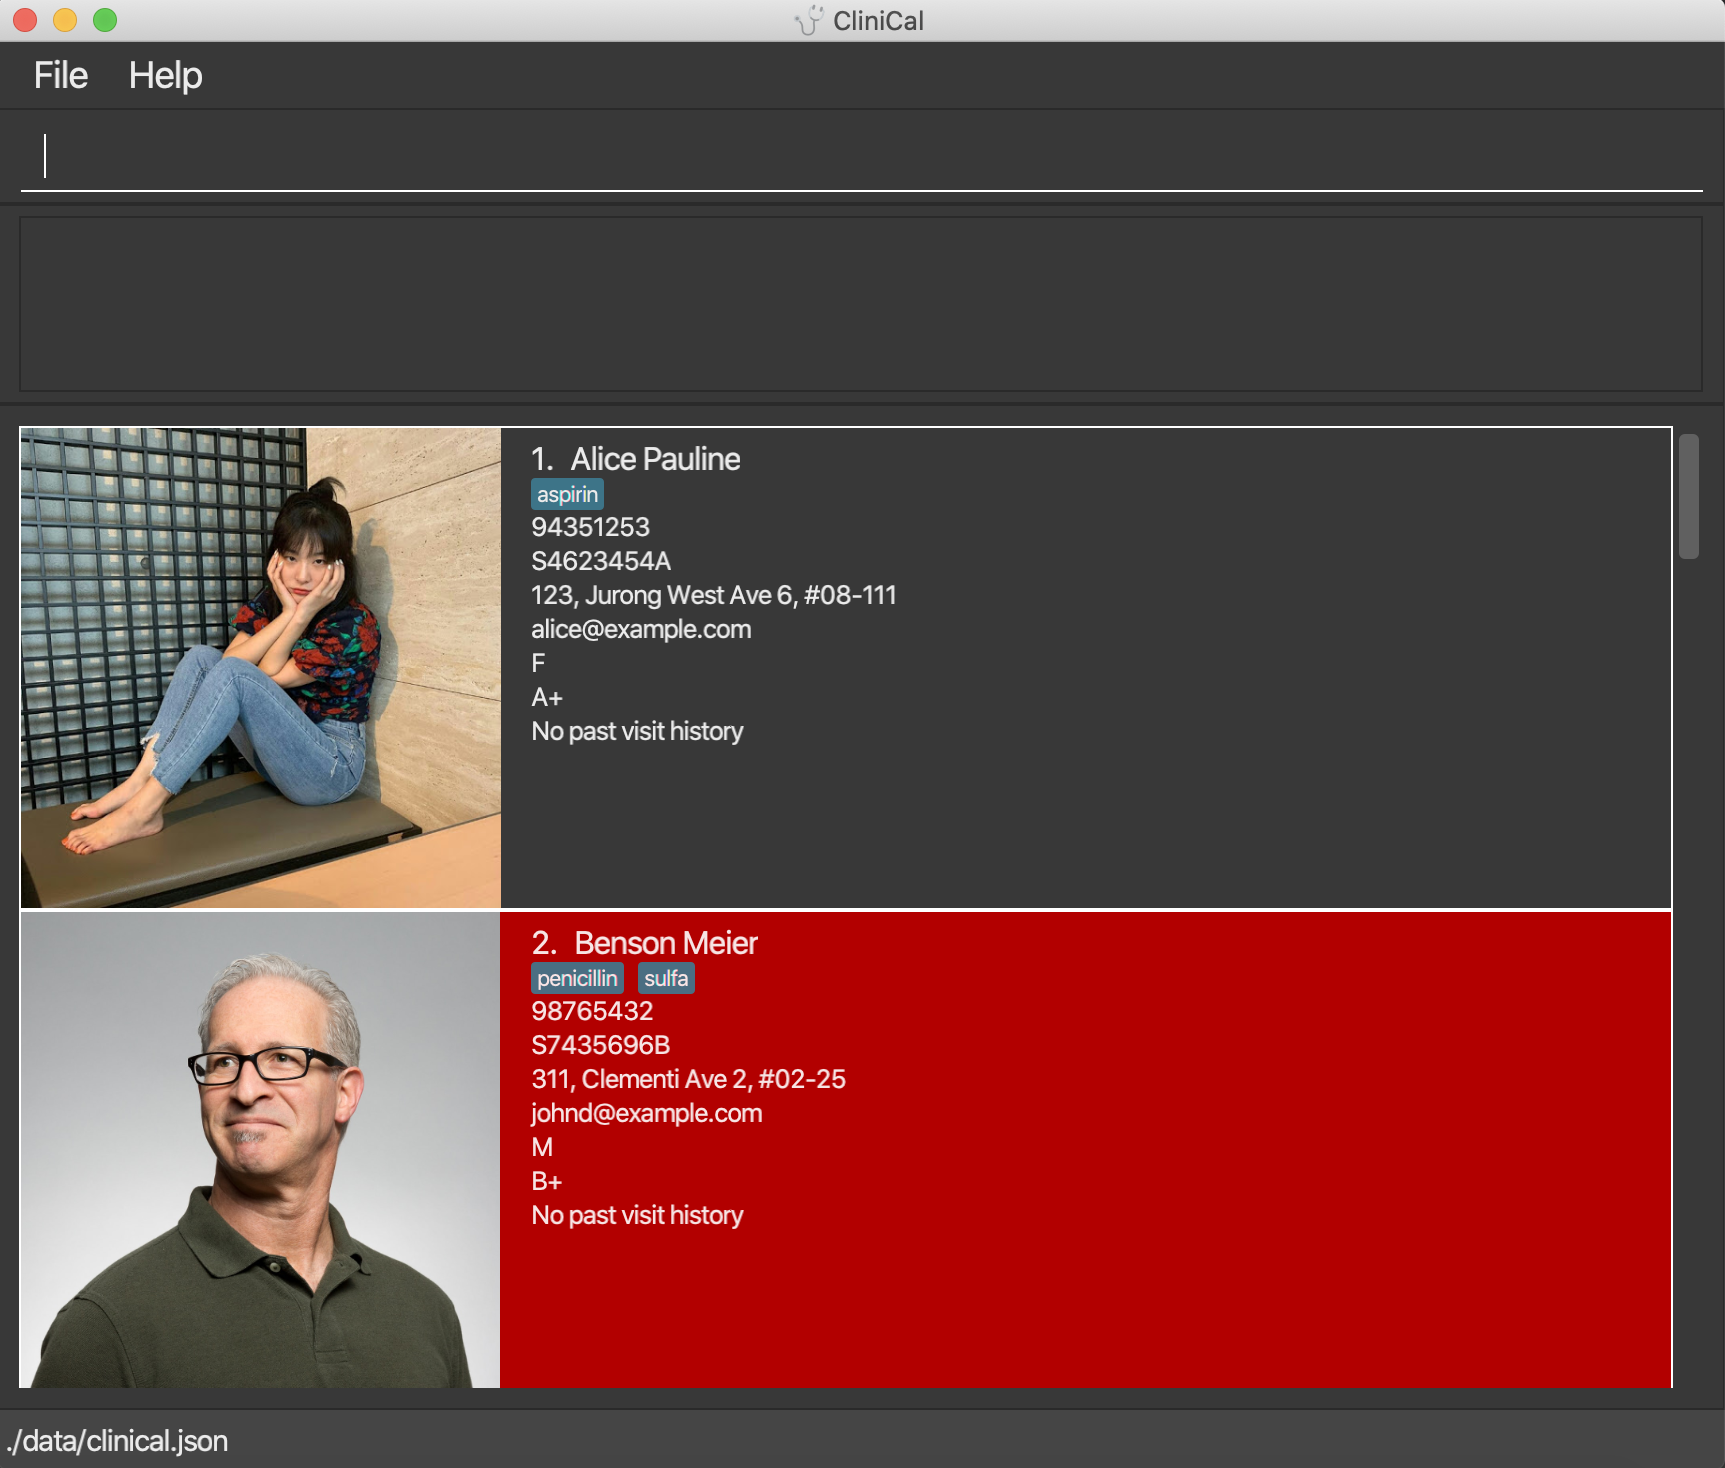 CliniCal
File Help
1. Alice Pauline
aspirin
94351253
S4623454A
123, Jurong West Ave 6, #08-111
alice@example.com
F
A+
No past visit history
2. Benson Meier
penicillin sulfa
98765432
S7435696B
311, Clementi Ave 2, #02-25
johnd@example.com
M
B+
No past visit history
./data/clinical.json